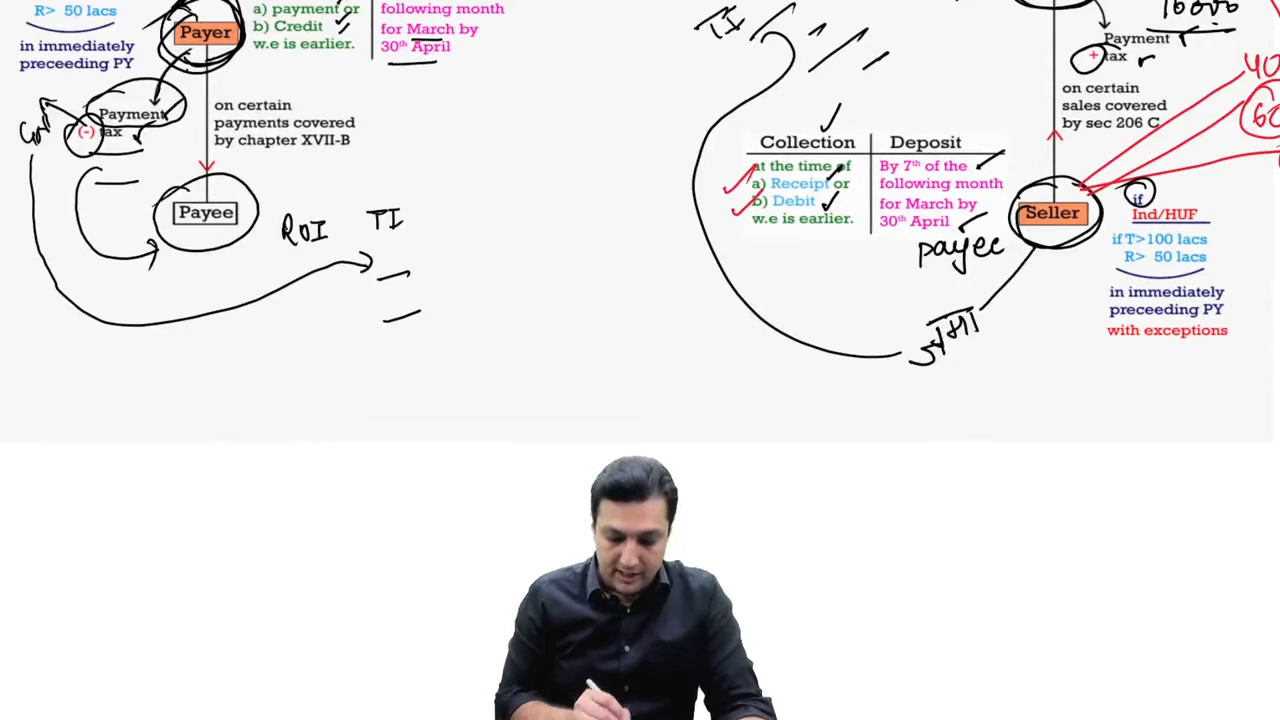 R> 50 lacs
in immediately
preceeding PY
Payer
a) payment or
b) Credit
w.e is earlier.
following month
for March by
30th April
Payment
(-) tax
on certain
payments covered
by chapter XVII-B
Payee
ROI
TI
TI
Collection
Deposit
at the time of
a) Receipt or
b) Debit
w.e is earlier.
By 7th of the
following month
for March by
30th April
payee
10000
Payment
+ tax
on certain
sales covered
by sec 206 C
40
60
Seller
if
Ind/HUF
if T>100 lacs
R> 50 lacs
in immediately
preceeding PY
with exceptions